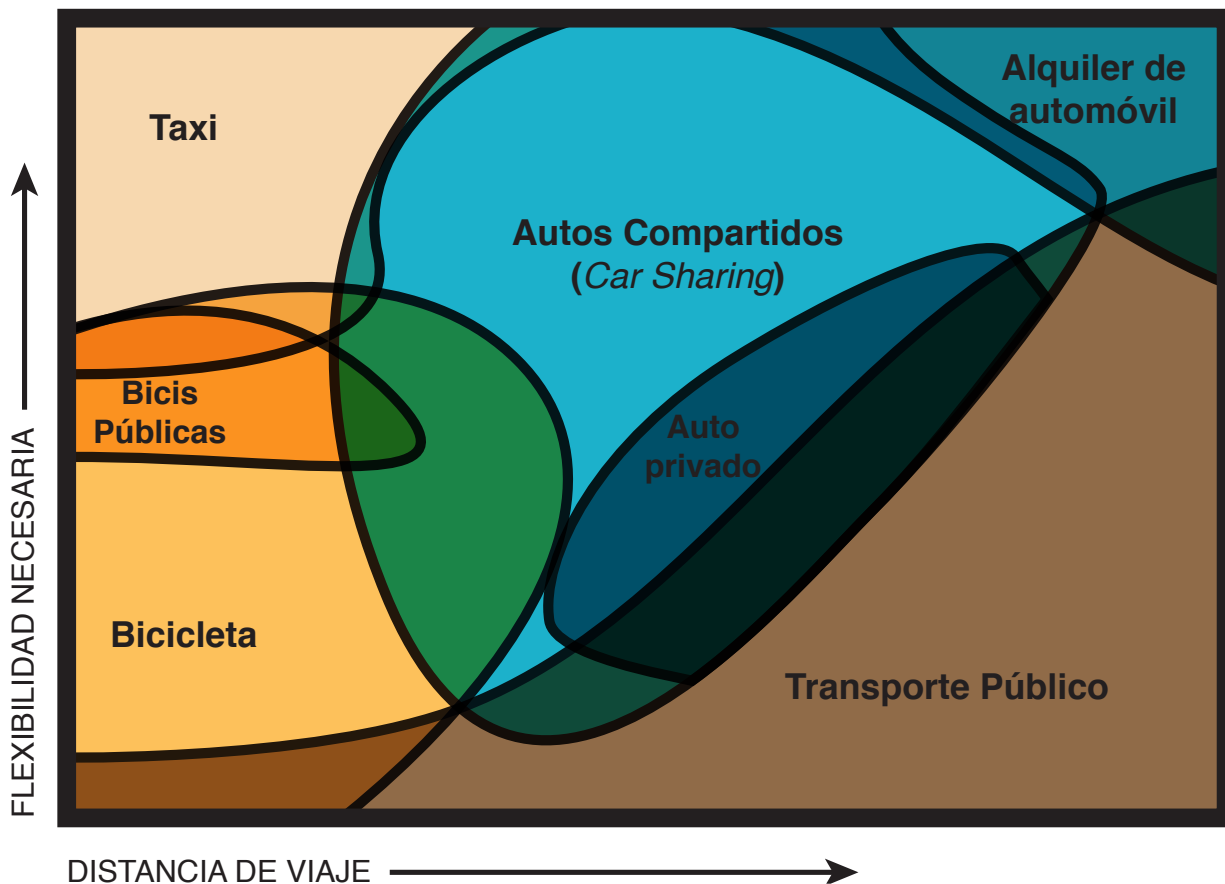 Alquiler de
automóvil
Taxi
Autos Compartidos
(Car Sharing)
Bicis
Públicas
Auto
privado
Bicicleta
Transporte Público
FLEXIBILIDAD NECESARIA
DISTANCIA DE VIAJE